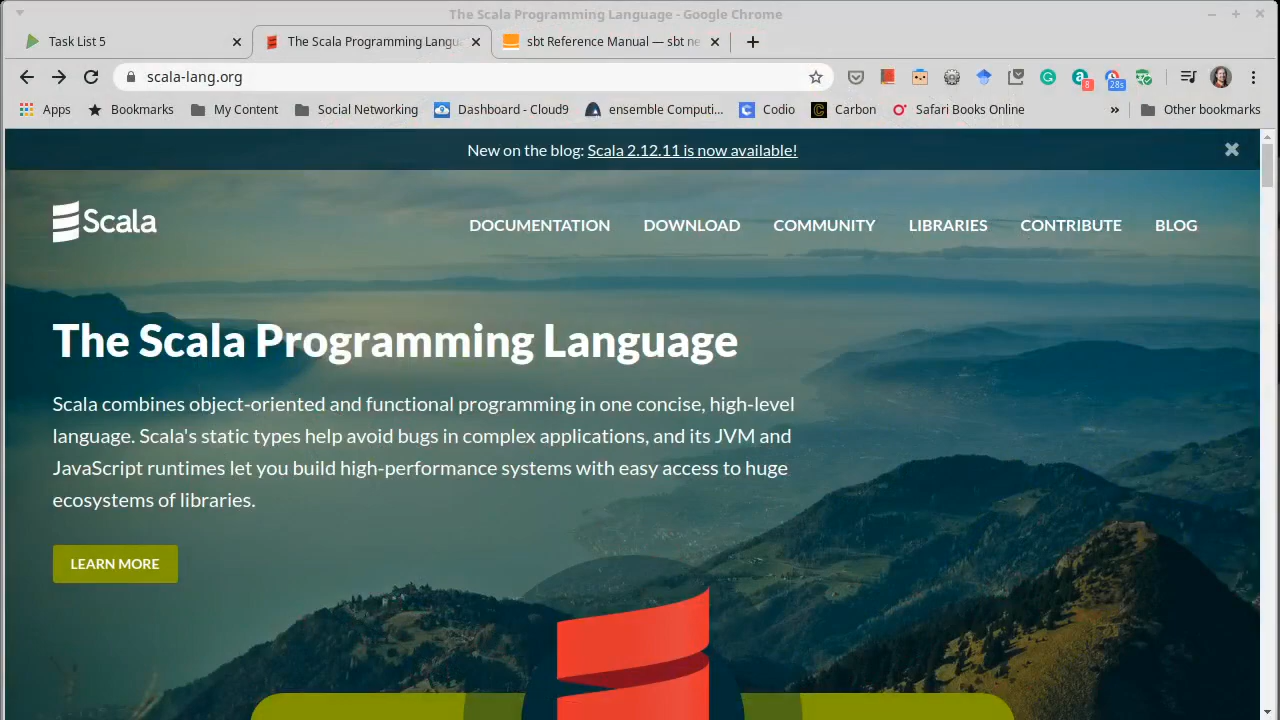 The Scala Programming Language - Google Chrome
Task List 5
The Scala Programming Langu
sbt Reference Manual — sbt ne
scala-lang.org
8
28s
Apps
Bookmarks
My Content
Social Networking
Dashboard - Cloud9
ensemble Computi...
Codio
Carbon
Safari Books Online
»
Other bookmarks
New on the blog: Scala 2.12.11 is now available!
Scala
DOCUMENTATION
DOWNLOAD
COMMUNITY
LIBRARIES
CONTRIBUTE
BLOG
The Scala Programming Language
Scala combines object-oriented and functional programming in one concise, high-level
language. Scala's static types help avoid bugs in complex applications, and its JVM and
JavaScript runtimes let you build high-performance systems with easy access to huge
ecosystems of libraries.
LEARN MORE